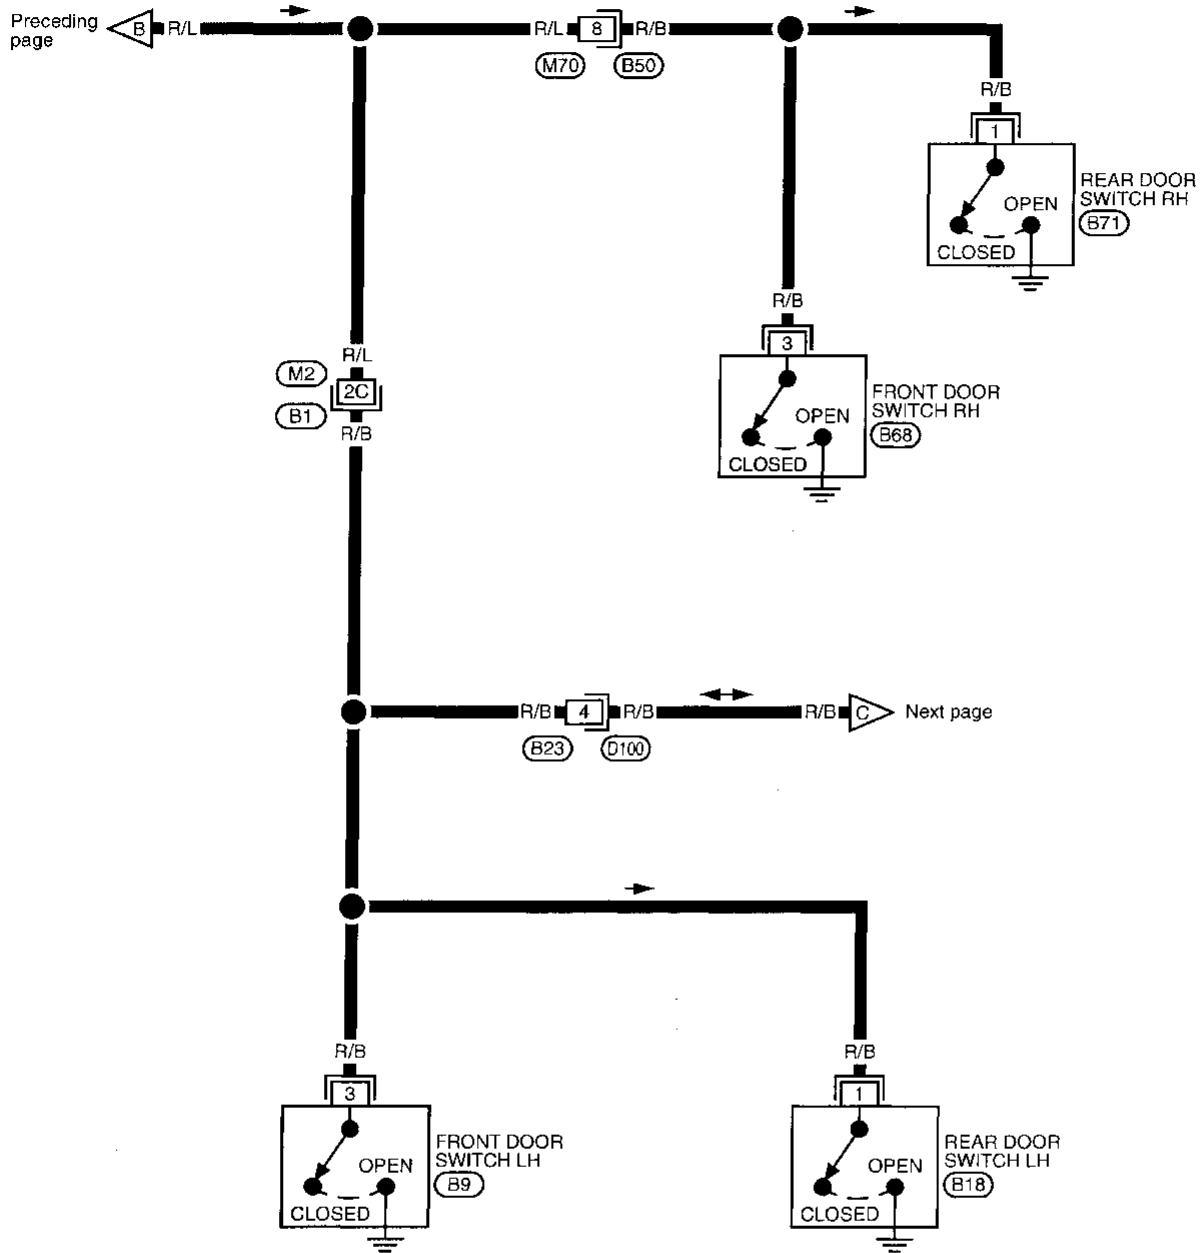 Preceding
page
B
R/L
R/L
8
R/B
M70
B50
R/B
1
REAR DOOR
SWITCH RH
B71
OPEN
CLOSED
R/B
3
FRONT DOOR
SWITCH RH
B68
OPEN
CLOSED
R/L
M2
2C
B1
R/B
R/B
4
R/B
R/B
C
Next page
B23
D100
R/B
3
FRONT DOOR
SWITCH LH
B9
OPEN
CLOSED
R/B
1
REAR DOOR
SWITCH LH
B18
OPEN
CLOSED